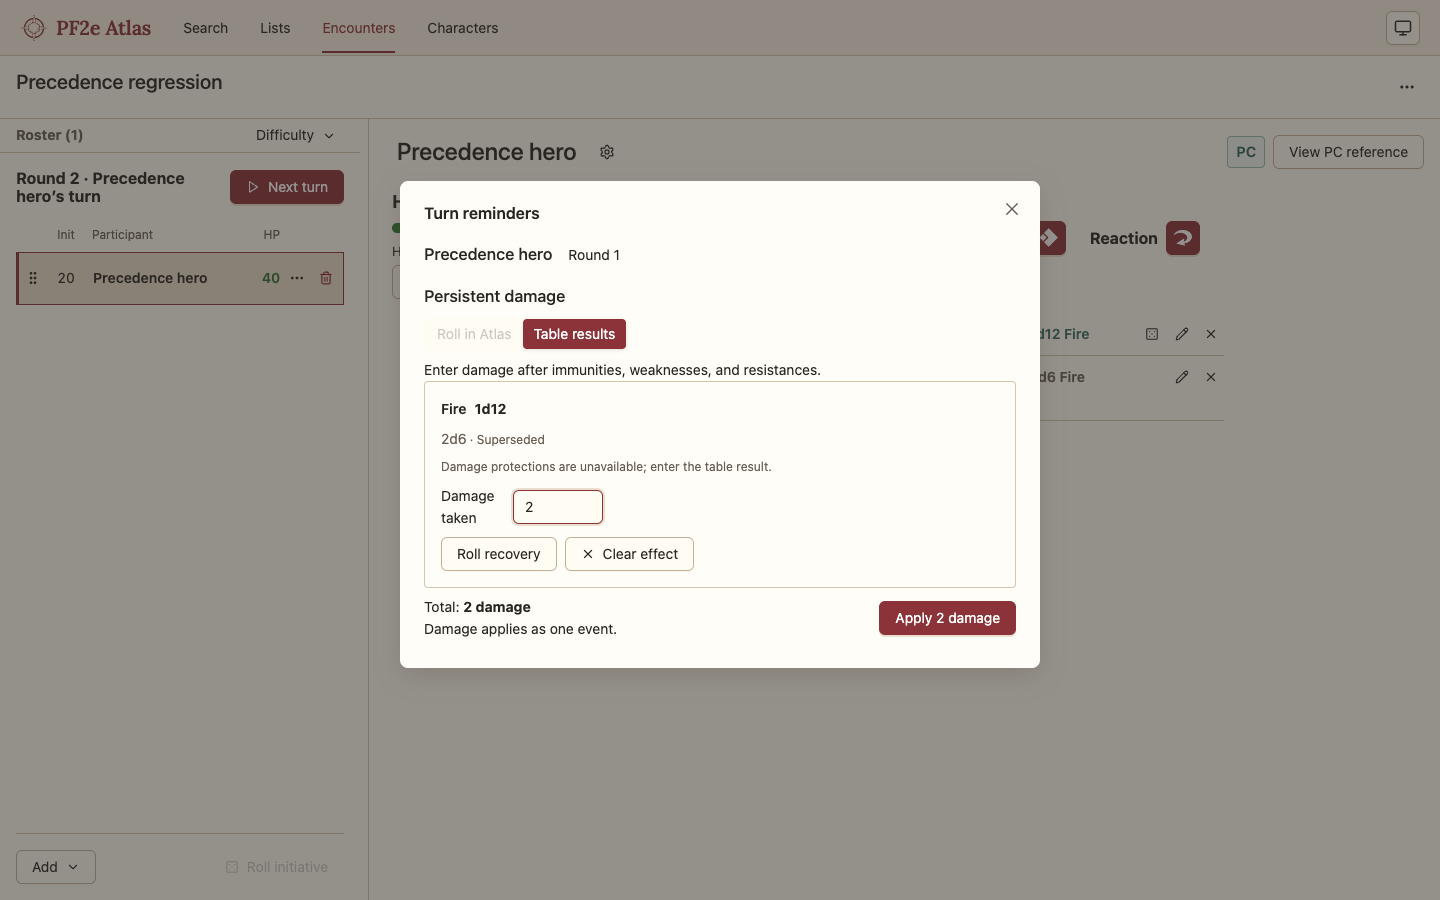 PF2e Atlas
Search
Lists
Encounters
Characters
Precedence regression
Roster (1)
Difficulty
Round 2 · Precedence
hero’s turn
Next turn
Init
Participant
HP
20
Precedence hero
40
Add
Roll initiative
Precedence hero
PC
View PC reference
Reaction
d12 Fire
d6 Fire
Turn reminders
Precedence hero
Round 1
Persistent damage
Roll in Atlas
Table results
Enter damage after immunities, weaknesses, and resistances.
Fire 1d12
2d6 · Superseded
Damage protections are unavailable; enter the table result.
Damage
taken
2
Roll recovery
Clear effect
Total: 2 damage
Damage applies as one event.
Apply 2 damage